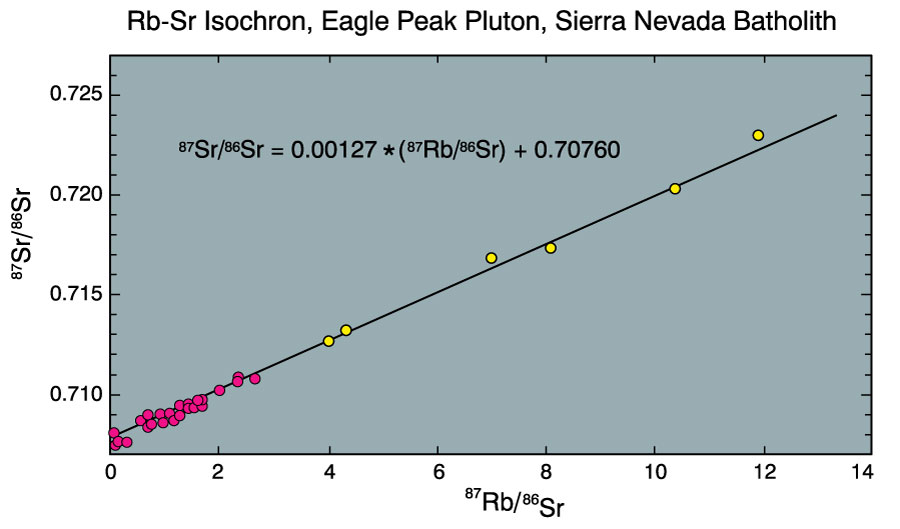 Rb-Sr Isochron, Eagle Peak Pluton, Sierra Nevada Batholith
0.725
⁸⁷Sr/⁸⁶Sr = 0.00127 * (⁸⁷Rb/⁸⁶Sr) + 0.70760
0.720
⁸⁷Sr/⁸⁶Sr
0.715
0.710
0 2 4 6 8 10 12 14
⁸⁷Rb/⁸⁶Sr